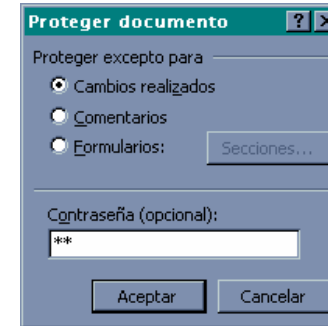 Proteger documento ? X
Proteger excepto para
Cambios realizados
Comentarios
Formularios: Secciones...
Contraseña (opcional):
**
Aceptar Cancelar